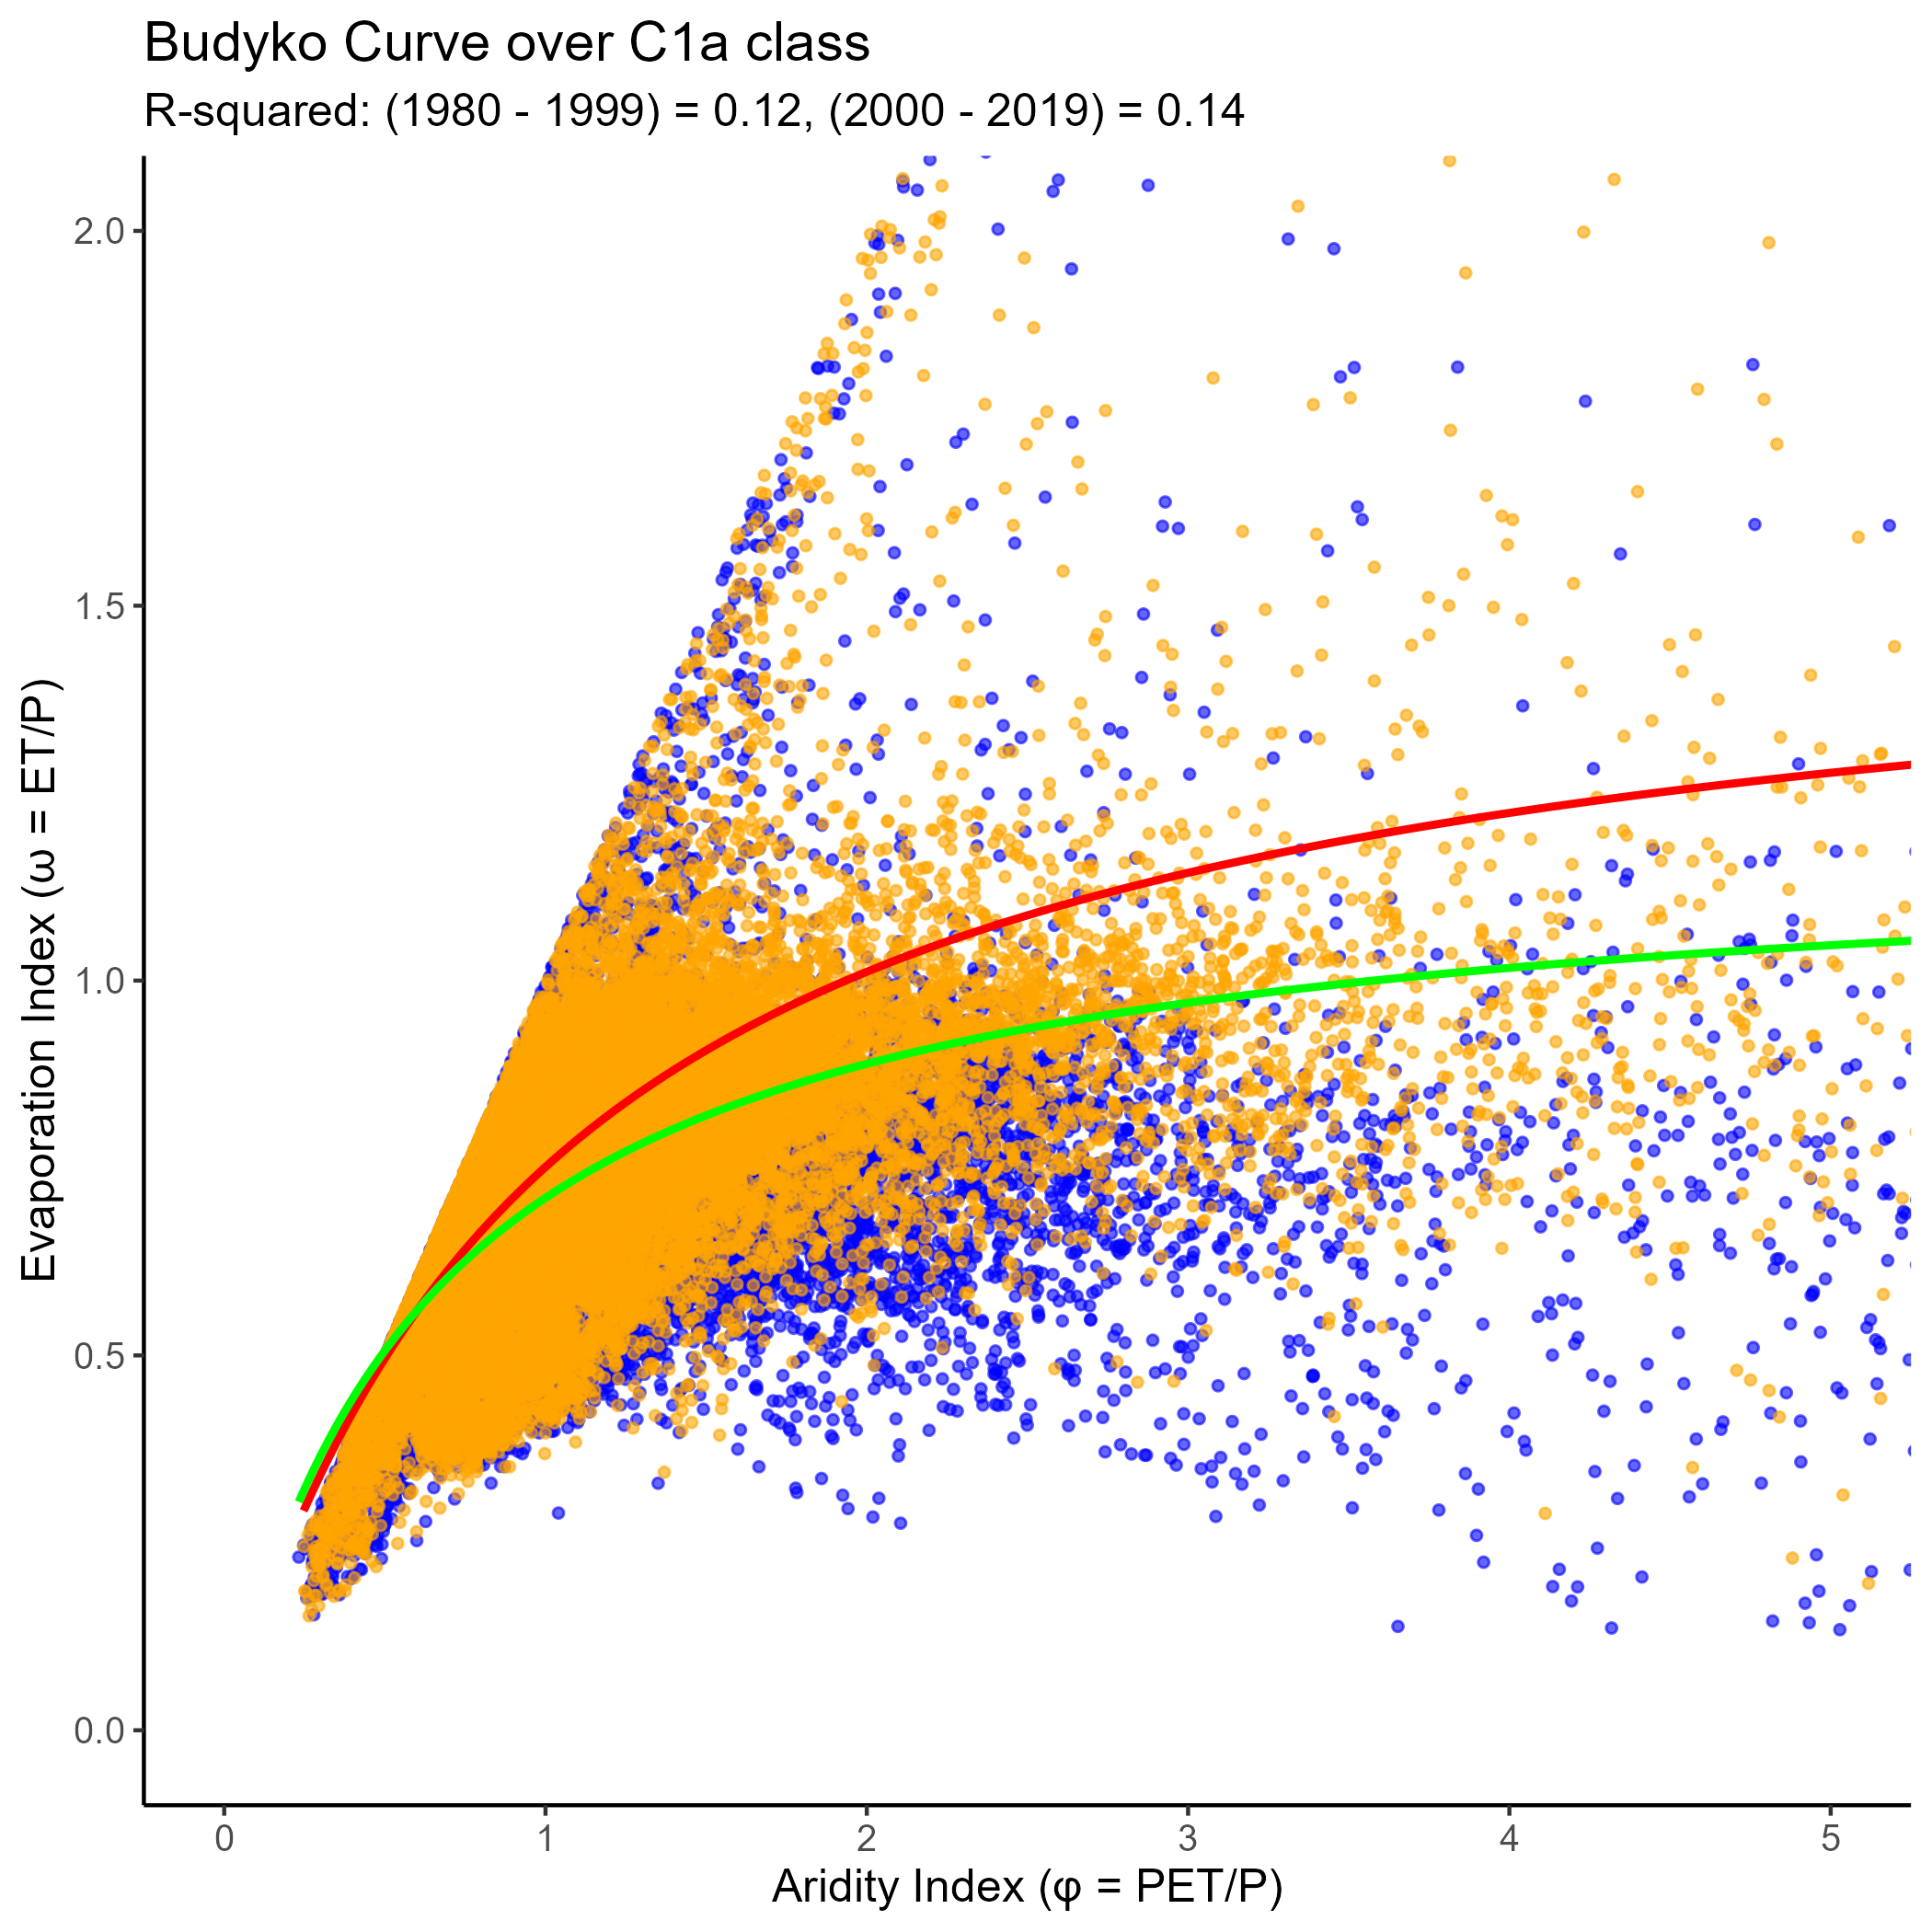 Budyko Curve over C1a class
R-squared: (1980 - 1999) = 0.12, (2000 - 2019) = 0.14
Evaporation Index (ω = ET/P)
2.0
1.5
1.0
0.5
0.0
0 1 2 3 4 5
Aridity Index (φ = PET/P)